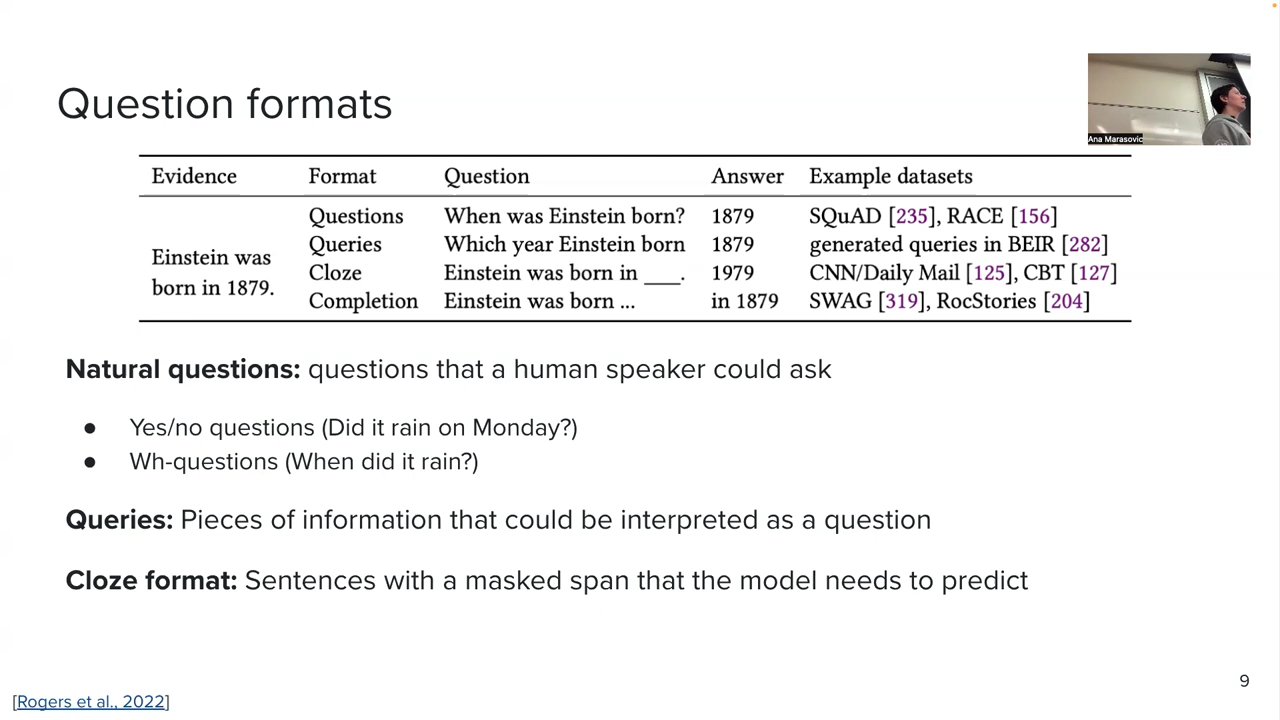 Question formats
Ana Marasovic
Evidence Format Question Answer Example datasets
Questions When was Einstein born? 1879 SQuAD [235], RACE [156]
Queries Which year Einstein born 1879 generated queries in BEIR [282]
Einstein was born in 1879.
Cloze Einstein was born in ___. 1979 CNN/Daily Mail [125], CBT [127]
Completion Einstein was born ... in 1879 SWAG [319], RocStories [204]
Natural questions: questions that a human speaker could ask
● Yes/no questions (Did it rain on Monday?)
● Wh-questions (When did it rain?)
Queries: Pieces of information that could be interpreted as a question
Cloze format: Sentences with a masked span that the model needs to predict
9
[Rogers et al., 2022]